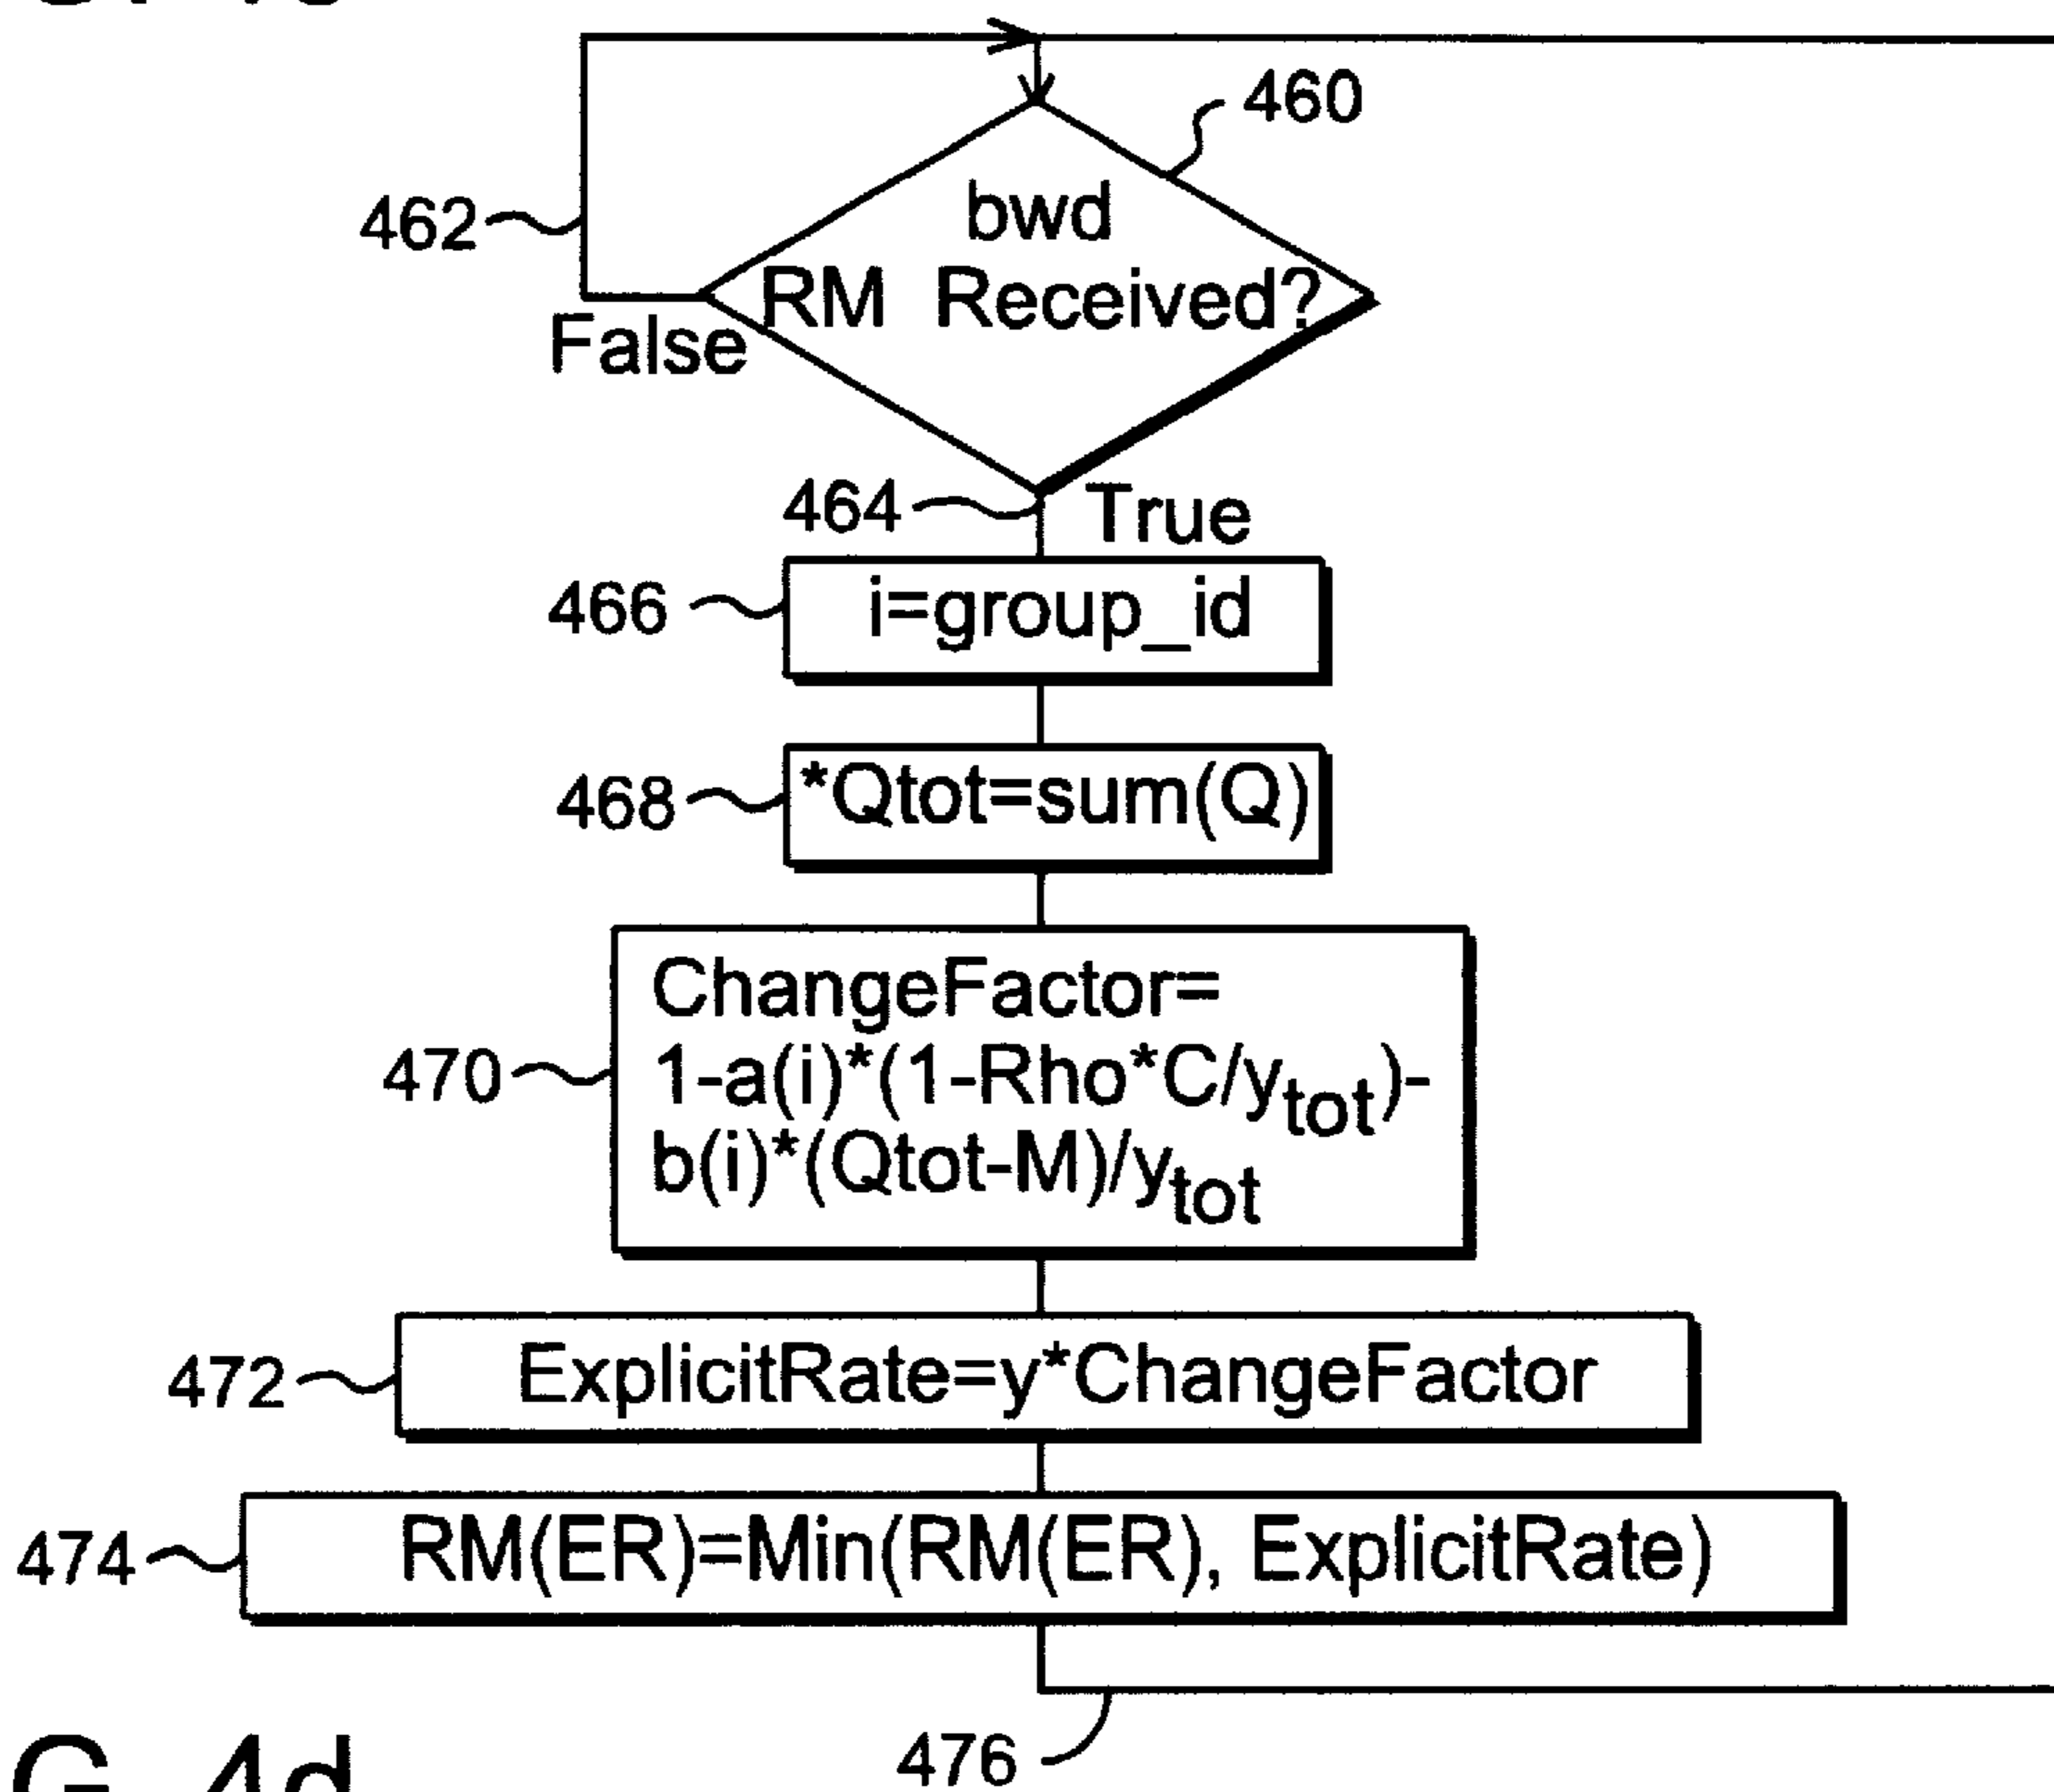 460
bwd
462
RM Received?
False
464
True
466
i=group_id
468
*Qtot=sum(Q)
ChangeFactor=
470
1-a(i)*(1-Rho*C/ytot)-
b(i)*(Qtot-M)/ytot
472
ExplicitRate=y*ChangeFactor
474
RM(ER)=Min(RM(ER), ExplicitRate)
476
G. 4d